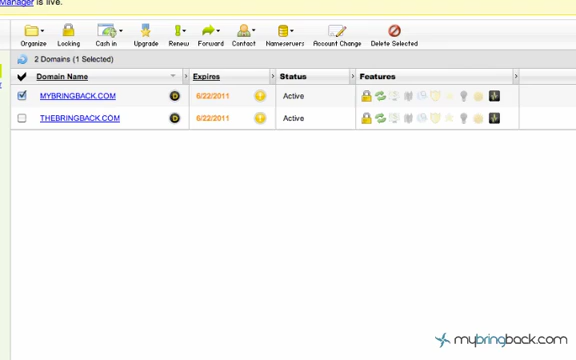 Manager is live.
Organize Locking Cash in Upgrade Renew Forward Contact Nameservers Account Change Delete Selected
2 Domains (1 Selected)
Domain Name Expires Status Features
MYBRINGBACK.COM D 6/22/2011 Active
THEBRINGBACK.COM D 6/22/2011 Active
mybringback.com